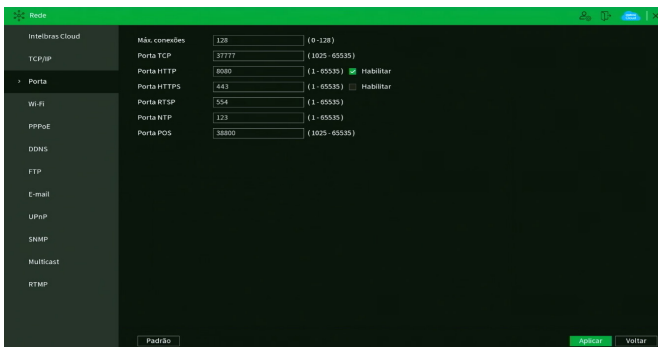 Rede
Intelbras Cloud
TCP/IP
Porta
Wi-Fi
PPPoE
DDNS
FTP
E-mail
UPnP
SNMP
Multicast
RTMP
Máx. conexões 128 (0-128)
Porta TCP 37777 (1025-65535)
Porta HTTP 8080 (1-65535) Habilitar
Porta HTTPS 443 (1-65535) Habilitar
Porta RTSP 554 (1-65535)
Porta NTP 123 (1-65535)
Porta POS 38800 (1025-65535)
Padrão Aplicar Voltar